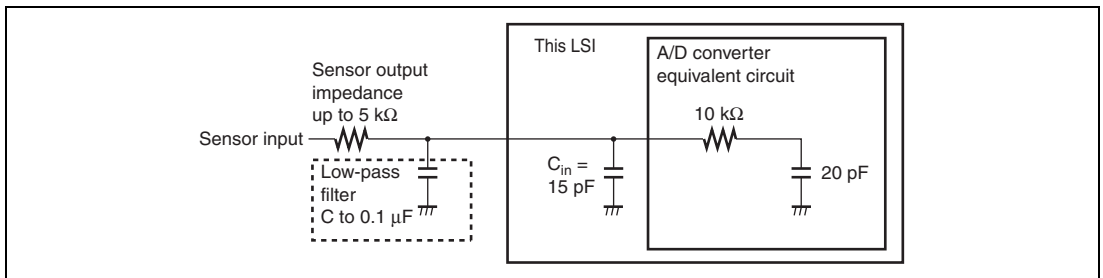 This LSI
A/D converter
equivalent circuit
Sensor output
impedance
up to 5 kΩ
10 kΩ
Sensor input
Cin =
15 pF
20 pF
Low-pass
filter
C to 0.1 μF